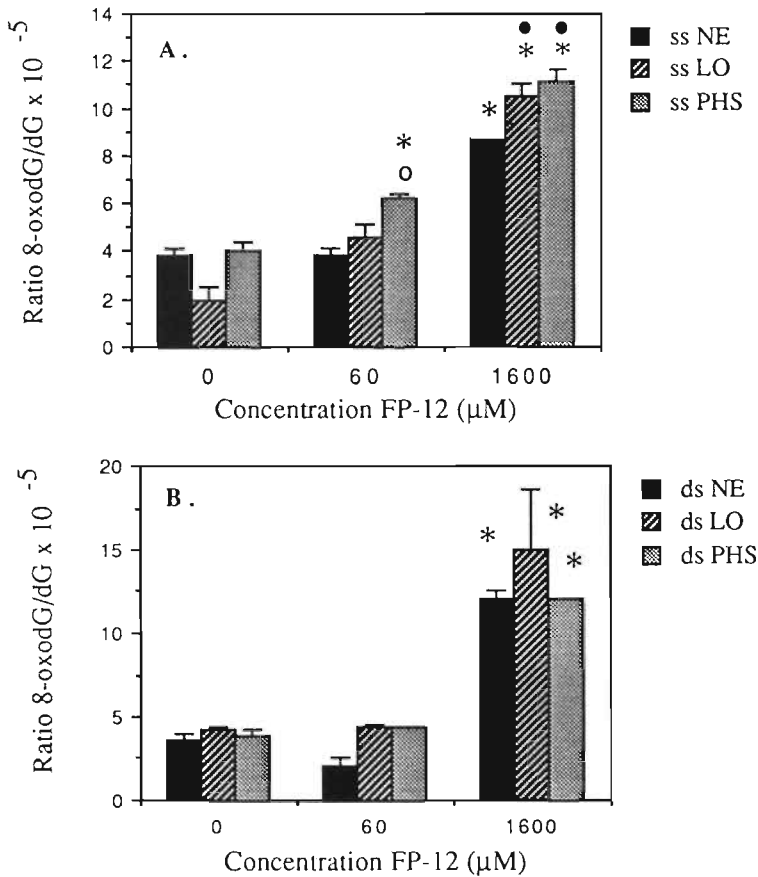 Ratio 8-oxodG/dG x 10 -5
14
12
10
8
6
4
2
0
A .
*
o
*
*
*
ss NE
ss LO
ss PHS
0 60 1600
Concentration FP-12 (µM)
Ratio 8-oxodG/dG x 10 -5
20
15
10
5
0
B .
*
*
*
ds NE
ds LO
ds PHS
0 60 1600
Concentration FP-12 (µM)